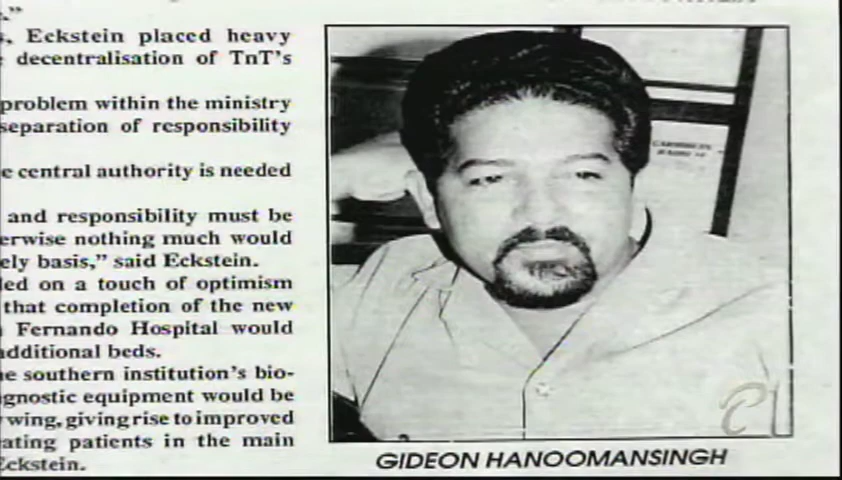 ."
s, Eckstein placed heavy
decentralisation of TnT's
problem within the ministry
separation of responsibility
e central authority is needed
and responsibility must be
erwise nothing much would
ely basis," said Eckstein.
led on a touch of optimism
that completion of the new
Fernando Hospital would
additional beds.
e southern institution's bio-
gnostic equipment would be
wing, giving rise to improved
ating patients in the main
Eckstein.
CARIBBEAN
RADIO
GIDEON HANOOMANSINGH